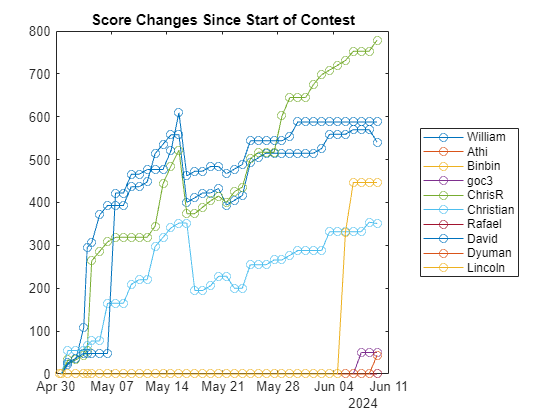 Score Changes Since Start of Contest
800
700
600
500
400
300
200
100
0
Apr 30 May 07 May 14 May 21 May 28 Jun 04 Jun 11
2024
William
Athi
Binbin
goc3
ChrisR
Christian
Rafael
David
Dyuman
Lincoln